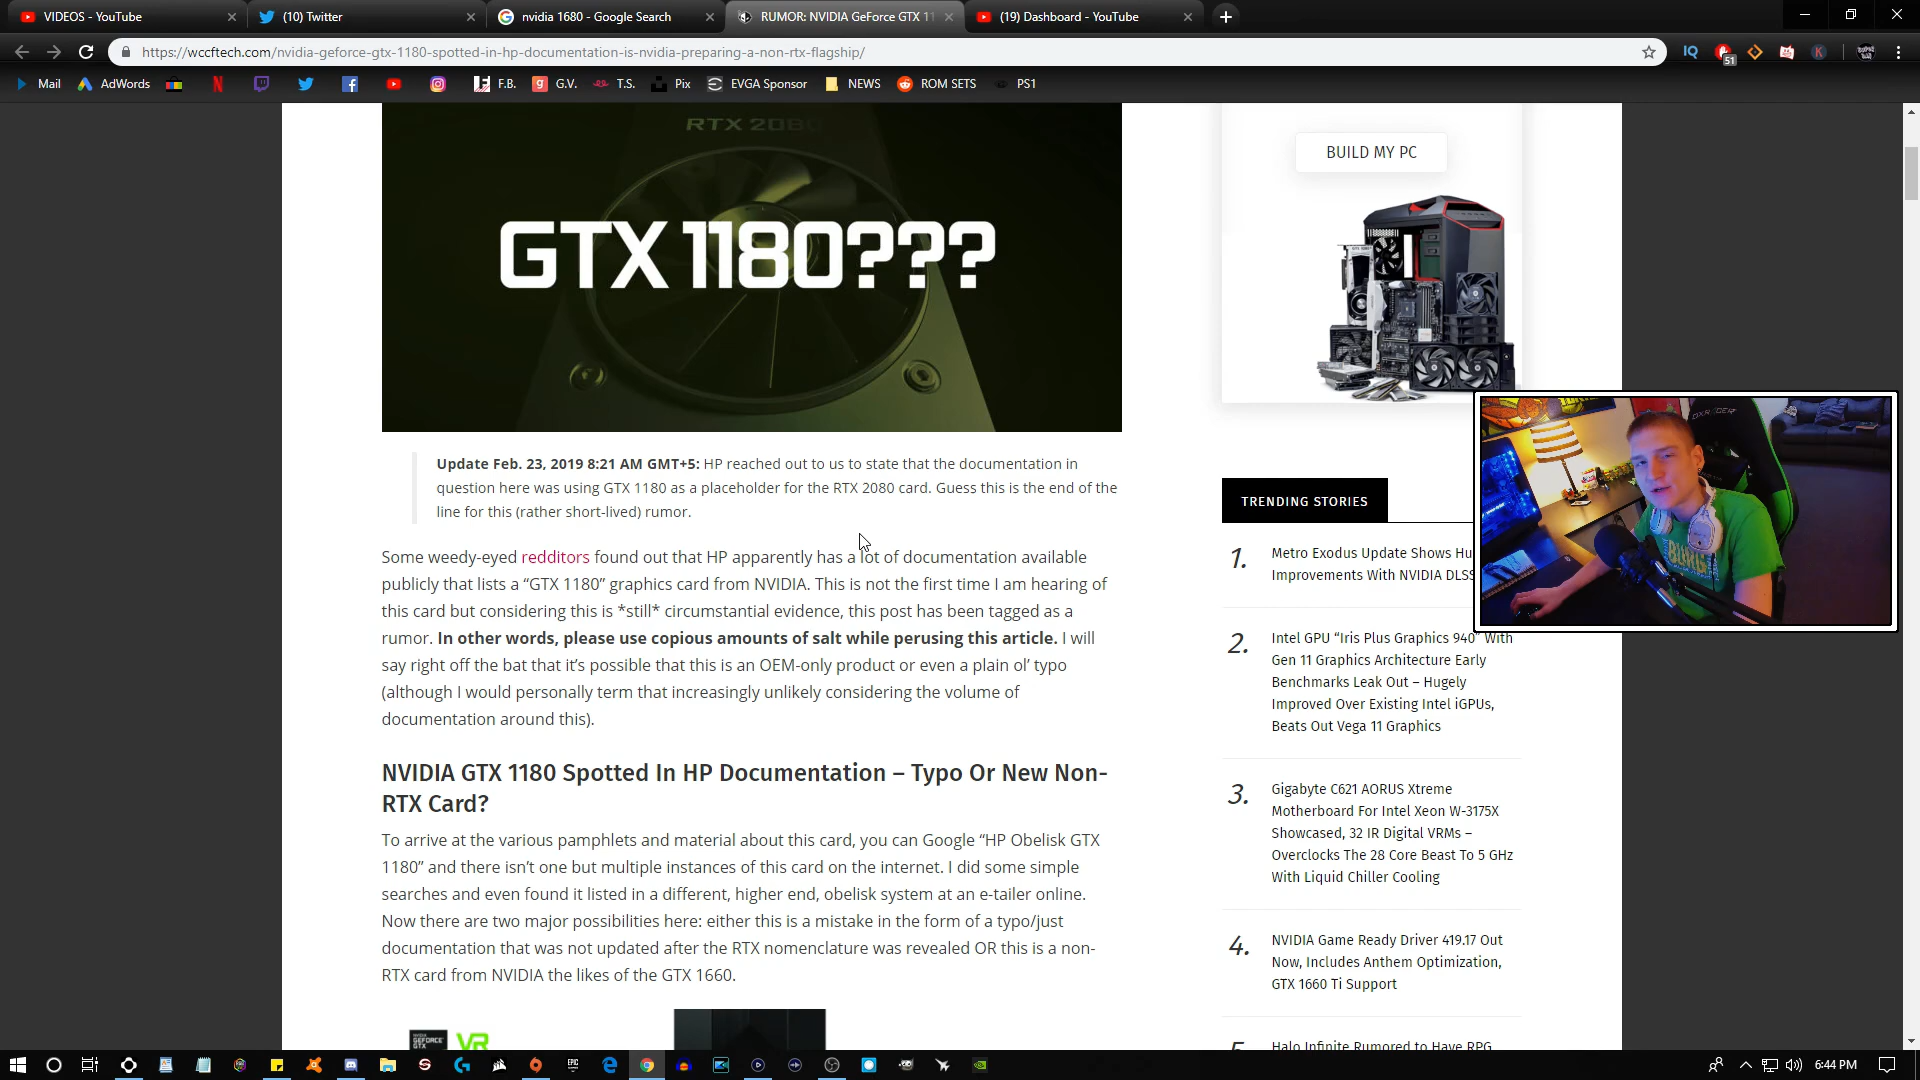 VIDEOS - YouTube
(10) Twitter
nvidia 1680 - Google Search
RUMOR: NVIDIA GeForce GTX 11
(19) Dashboard - YouTube
https://wccftech.com/nvidia-geforce-gtx-1180-spotted-in-hp-documentation-is-nvidia-preparing-a-non-rtx-flagship/
IQ
51
K
Mail
AdWords
F.B.
G.V.
T.S.
Pix
EVGA Sponsor
NEWS
ROM SETS
PS1
RTX 2080
GTX 1180???
BUILD MY PC
Update Feb. 23, 2019 8:21 AM GMT+5: HP reached out to us to state that the documentation in
question here was using GTX 1180 as a placeholder for the RTX 2080 card. Guess this is the end of the
line for this (rather short-lived) rumor.
Some weedy-eyed redditors found out that HP apparently has a lot of documentation available
publicly that lists a “GTX 1180” graphics card from NVIDIA. This is not the first time I am hearing of
this card but considering this is *still* circumstantial evidence, this post has been tagged as a
rumor. In other words, please use copious amounts of salt while perusing this article. I will
say right off the bat that it’s possible that this is an OEM-only product or even a plain ol’ typo
(although I would personally term that increasingly unlikely considering the volume of
documentation around this).
NVIDIA GTX 1180 Spotted In HP Documentation – Typo Or New Non-
RTX Card?
To arrive at the various pamphlets and material about this card, you can Google “HP Obelisk GTX
1180” and there isn’t one but multiple instances of this card on the internet. I did some simple
searches and even found it listed in a different, higher end, obelisk system at an e-tailer online.
Now there are two major possibilities here: either this is a mistake in the form of a typo/just
documentation that was not updated after the RTX nomenclature was revealed OR this is a non-
RTX card from NVIDIA the likes of the GTX 1660.
GEFORCE
GTX
VR
TRENDING STORIES
1.
Metro Exodus Update Shows Hu
Improvements With NVIDIA DLSS
2.
Intel GPU “Iris Plus Graphics 940” With
Gen 11 Graphics Architecture Early
Benchmarks Leak Out – Hugely
Improved Over Existing Intel iGPUs,
Beats Out Vega 11 Graphics
3.
Gigabyte C621 AORUS Xtreme
Motherboard For Intel Xeon W-3175X
Showcased, 32 IR Digital VRMs –
Overclocks The 28 Core Beast To 5 GHz
With Liquid Chiller Cooling
4.
NVIDIA Game Ready Driver 419.17 Out
Now, Includes Anthem Optimization,
GTX 1660 Ti Support
5.
Halo Infinite Rumored to Have RPG
DXRACER
EPIC
6:44 PM